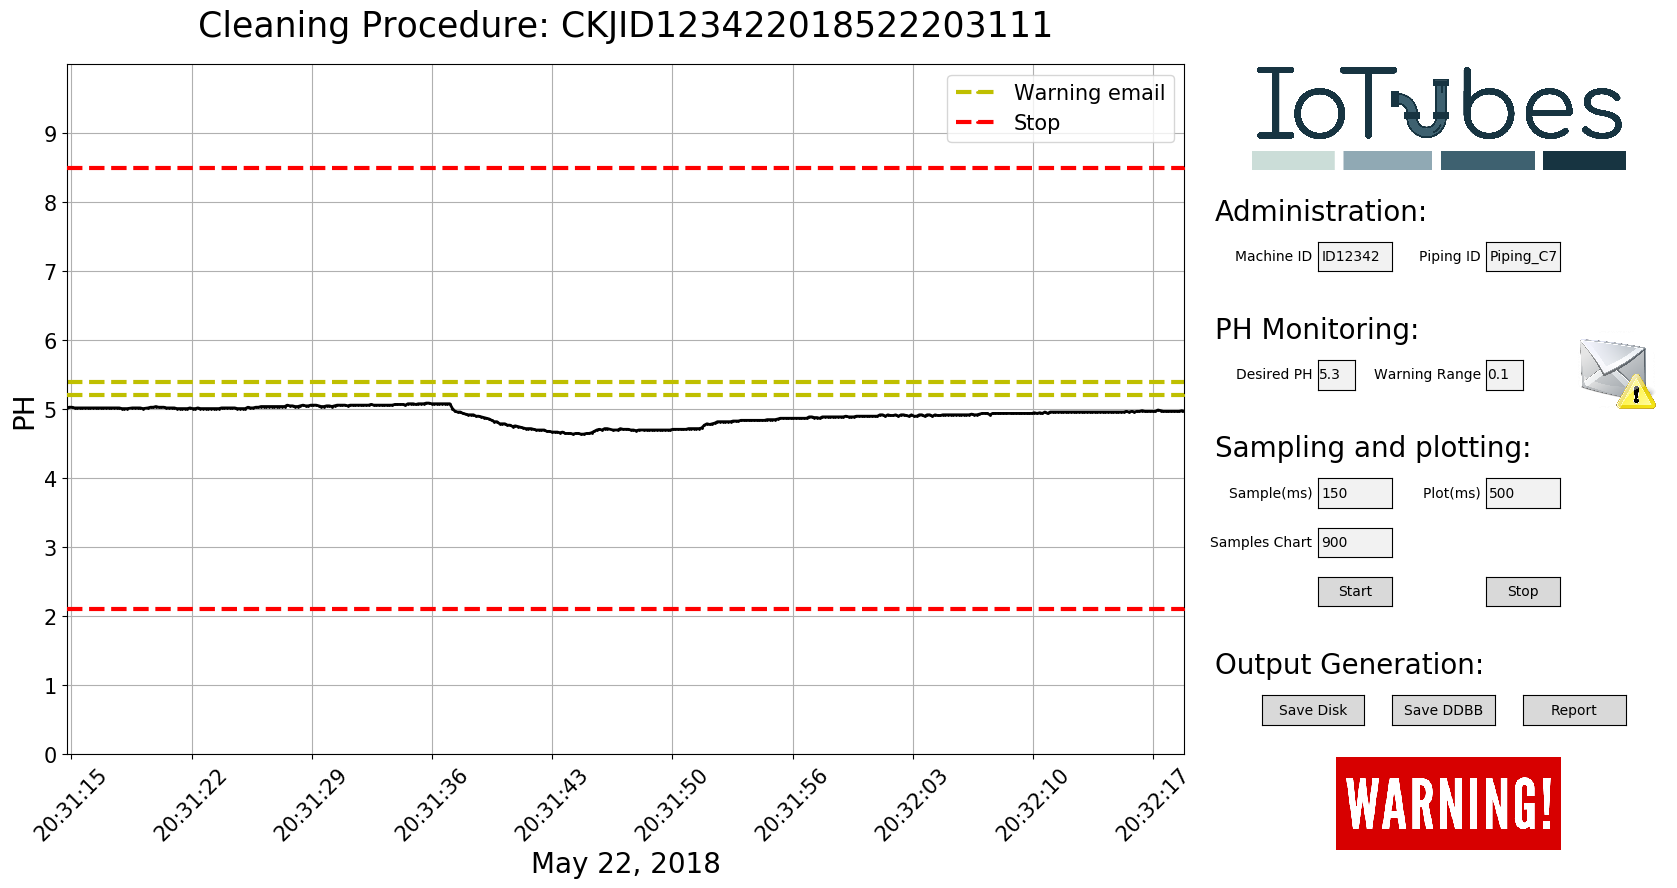 Cleaning Procedure: CKJID123422018522203111
Warning email
Stop
9
8
7
6
5
4
3
2
1
0
PH
20:31:15
20:31:22
20:31:29
20:31:36
20:31:43
20:31:50
20:31:56
20:32:03
20:32:10
20:32:17
May 22, 2018
IoTubes
Administration:
Machine ID ID12342 Piping ID Piping_C7
PH Monitoring:
Desired PH 5.3 Warning Range 0.1
Sampling and plotting:
Sample(ms) 150 Plot(ms) 500
Samples Chart 900
Start Stop
Output Generation:
Save Disk Save DDBB Report
WARNING!